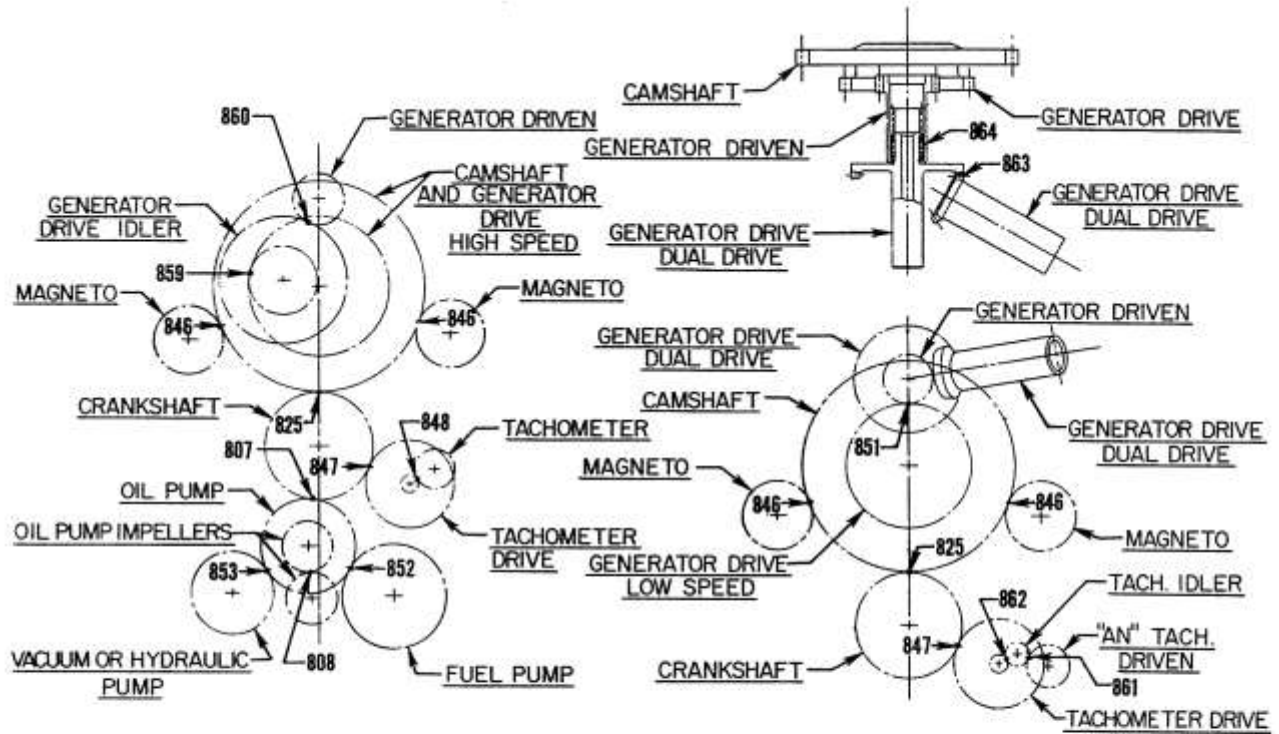 860
GENERATOR DRIVEN
CAMSHAFT
AND GENERATOR
DRIVE
HIGH SPEED
GENERATOR
DRIVE IDLER
859
MAGNETO
846
MAGNETO
846
CRANKSHAFT
825
807
847
848
TACHOMETER
OIL PUMP
OIL PUMP IMPELLERS
TACHOMETER
DRIVE
853
852
VACUUM OR HYDRAULIC
PUMP
808
FUEL PUMP
CAMSHAFT
GENERATOR DRIVE
GENERATOR DRIVEN
864
863
GENERATOR DRIVE
DUAL DRIVE
GENERATOR DRIVE
DUAL DRIVE
GENERATOR DRIVEN
GENERATOR DRIVE
DUAL DRIVE
CAMSHAFT
851
GENERATOR DRIVE
DUAL DRIVE
MAGNETO
846
846
MAGNETO
GENERATOR DRIVE
LOW SPEED
825
TACH. IDLER
862
"AN" TACH.
DRIVEN
847
CRANKSHAFT
861
TACHOMETER DRIVE